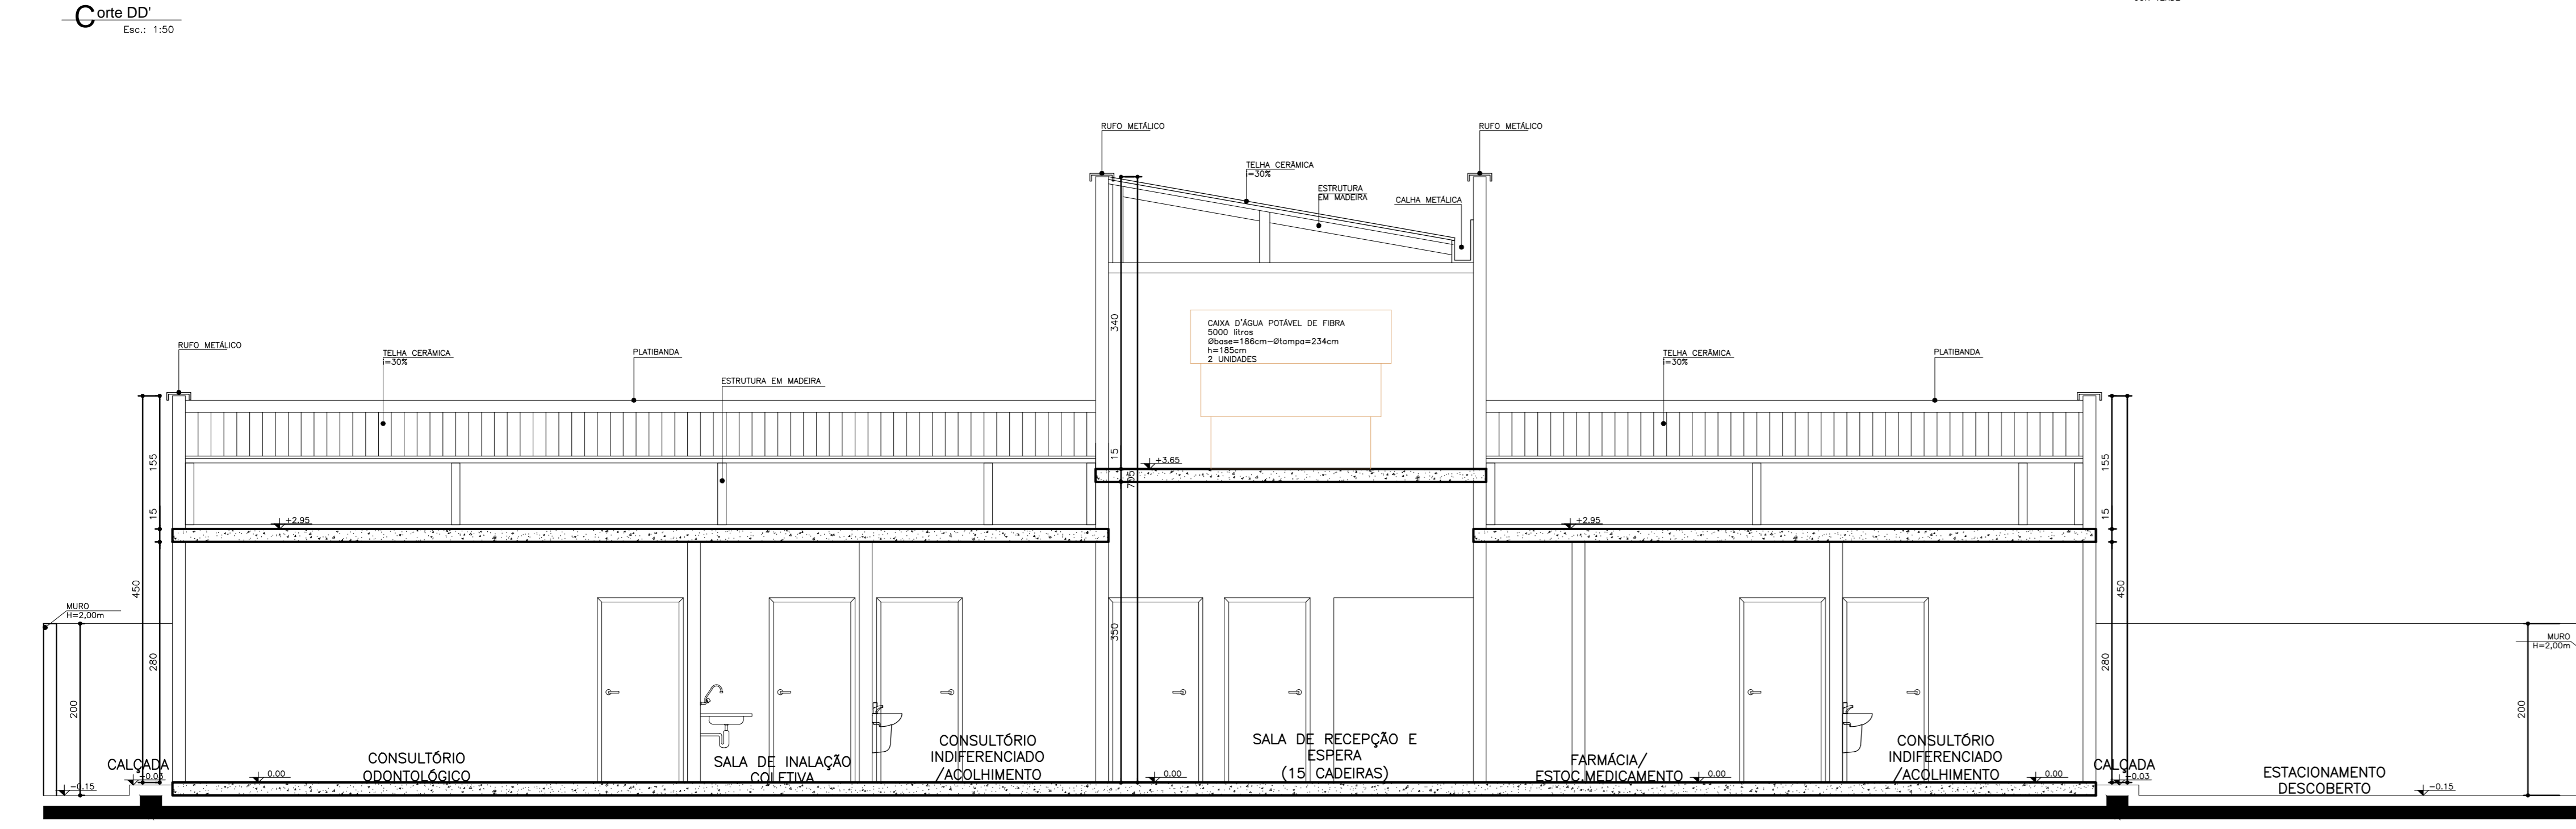 Corte DD'
Esc.: 1:50
RUFO METÁLICO
RUFO METÁLICO
TELHA CERÂMICA
i=30%
ESTRUTURA
EM MADEIRA
CALHA METÁLICA
340
CAIXA D'ÁGUA POTÁVEL DE FIBRA
5000 litros
Øbase=186cm-Øtampa=234cm
h=185cm
2 UNIDADES
RUFO METÁLICO
TELHA CERÂMICA
i=30%
PLATIBANDA
ESTRUTURA EM MADEIRA
TELHA CERÂMICA
i=30%
PLATIBANDA
155
15
+3.65
705
155
15
+2.95
+2.95
15
450
MURO
H=2,00m
280
200
350
450
280
MURO
H=2,00m
200
CALÇADA
-0.03
-0.15
CONSULTÓRIO
ODONTOLÓGICO
0.00
SALA DE INALAÇÃO
COLETIVA
CONSULTÓRIO
INDIFERENCIADO
/ACOLHIMENTO
0.00
SALA DE RECEPÇÃO E
ESPERA
(15 CADEIRAS)
FARMÁCIA/
ESTOC.MEDICAMENTO
0.00
CONSULTÓRIO
INDIFERENCIADO
/ACOLHIMENTO
0.00
CALÇADA
-0.03
ESTACIONAMENTO
DESCOBERTO
-0.15